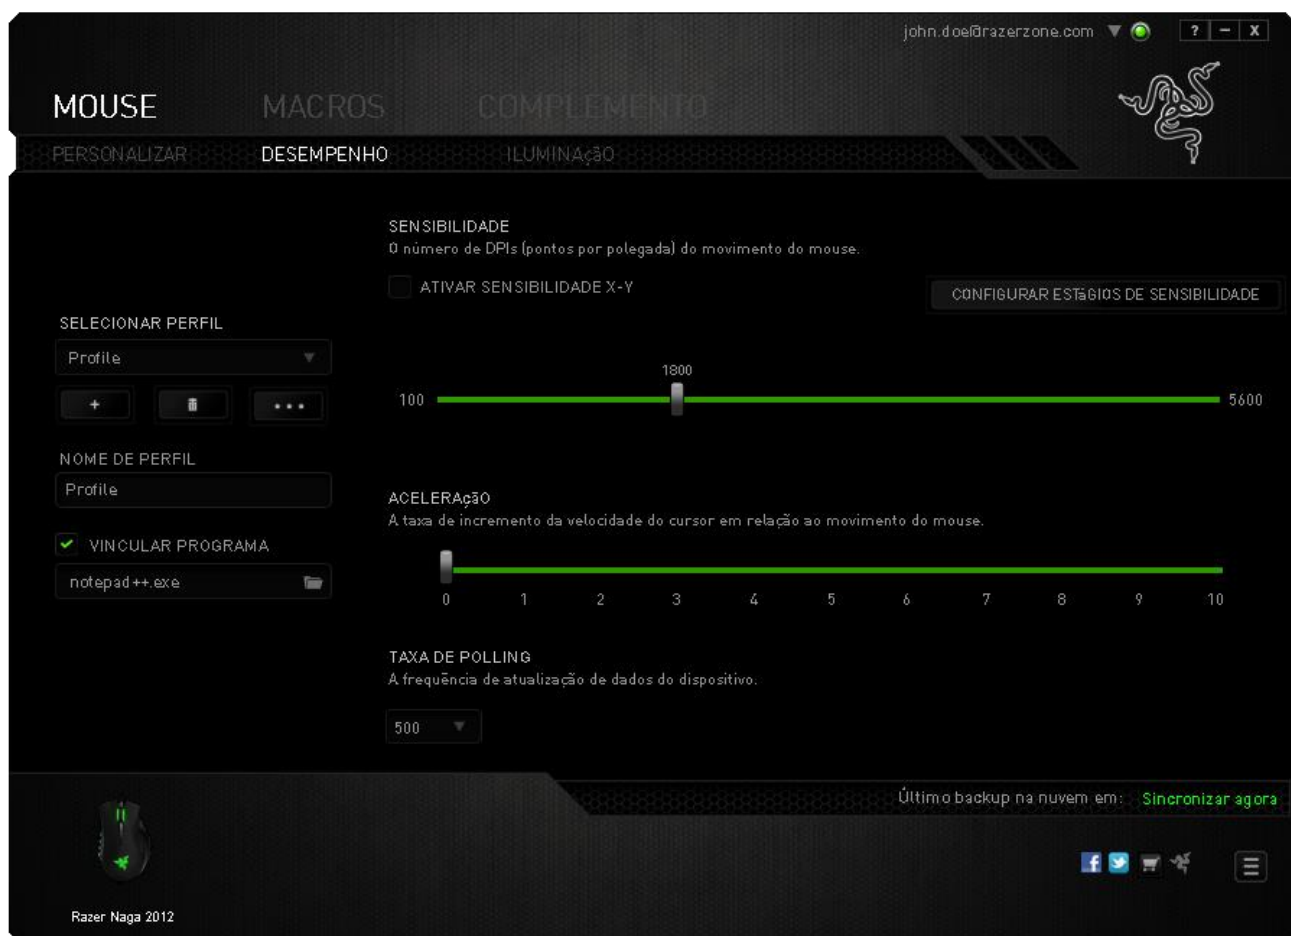 john.doe@razerzone.com
? – X
MOUSE MACROS COMPLEMENTO
PERSONALIZAR DESEMPENHO ILUMINAçãO
SENSIBILIDADE
O número de DPIs (pontos por polegada) do movimento do mouse.
ATIVAR SENSIBILIDADE X-Y
CONFIGURAR ESTáGIOS DE SENSIBILIDADE
SELECIONAR PERFIL
Profile
1800
100 5600
+ •••
NOME DE PERFIL
Profile
ACELERAçãO
A taxa de incremento da velocidade do cursor em relação ao movimento do mouse.
VINCULAR PROGRAMA
notepad++.exe
0 1 2 3 4 5 6 7 8 9 10
TAXA DE POLLING
A frequência de atualização de dados do dispositivo.
500
Último backup na nuvem em: Sincronizar agora
Razer Naga 2012